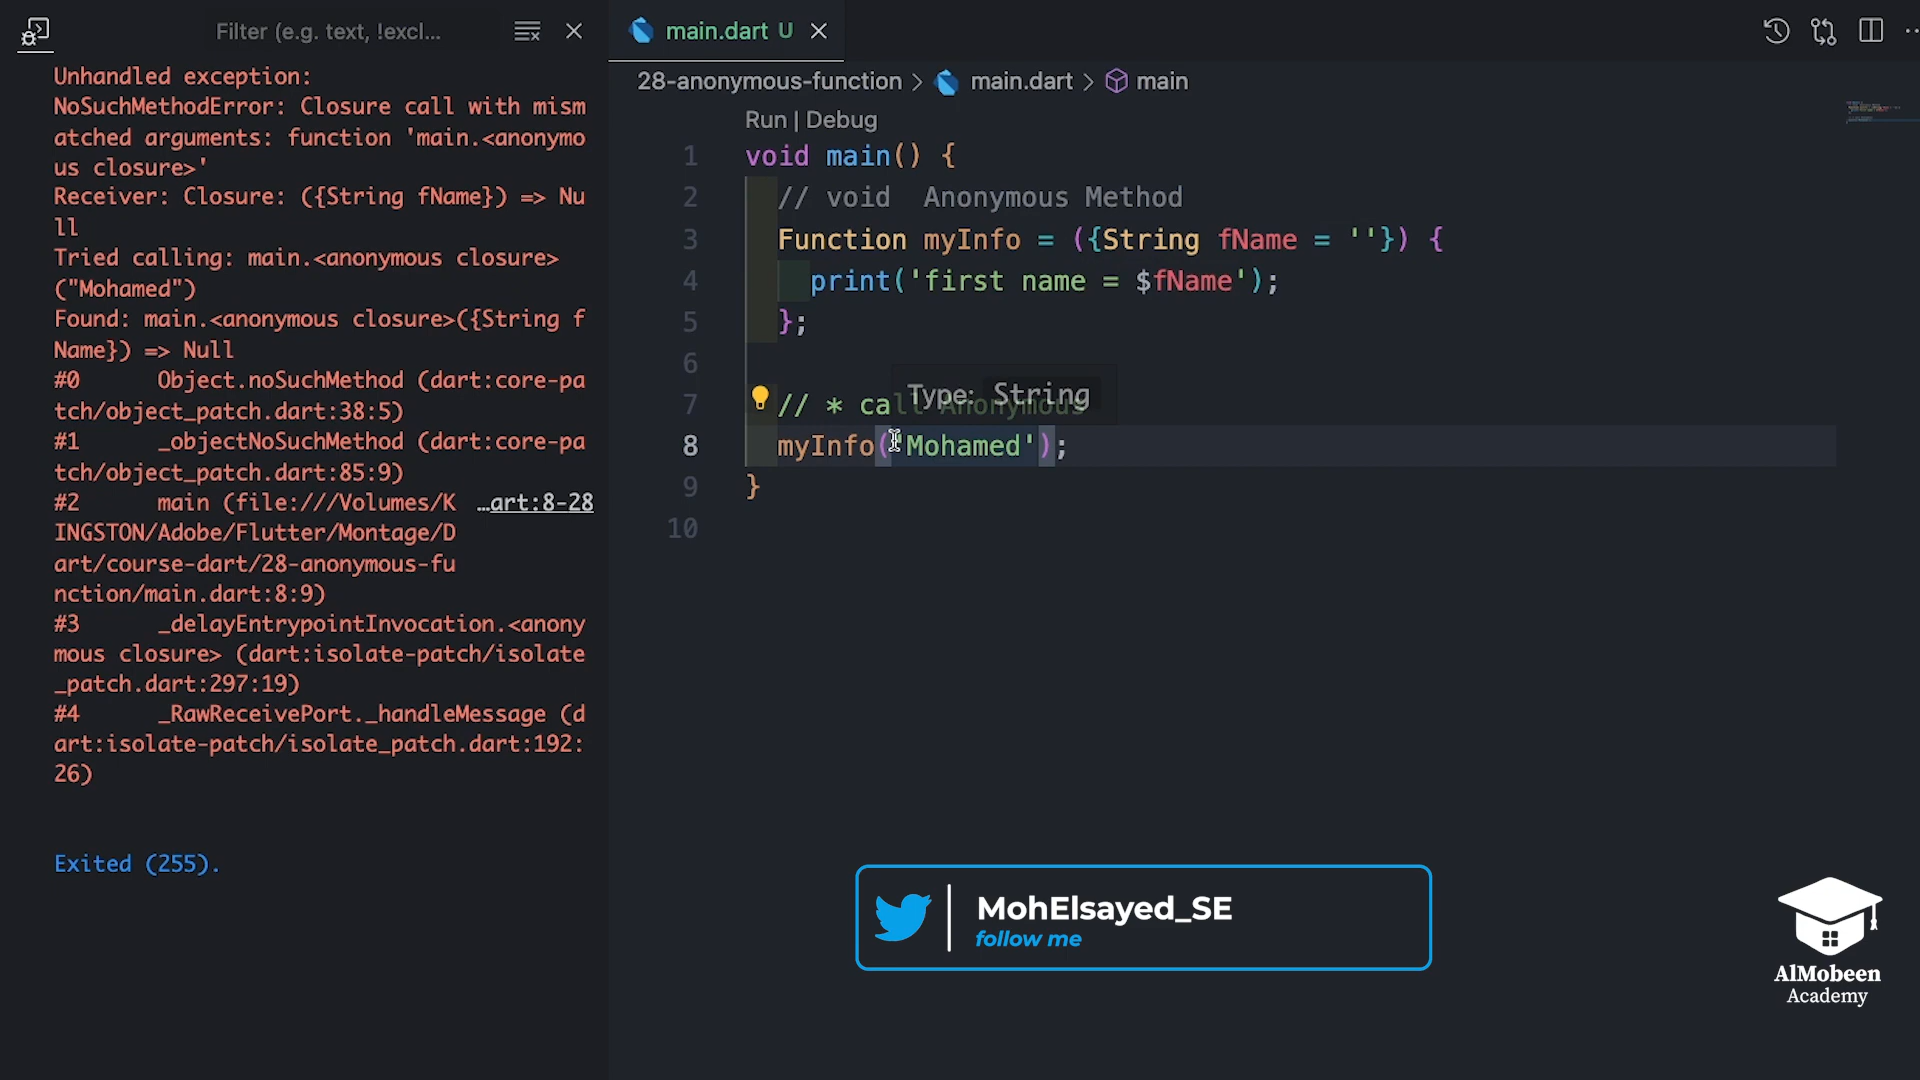 Filter (e.g. text, !excl...
Unhandled exception:
NoSuchMethodError: Closure call with mism
atched arguments: function 'main.<anonymo
us closure>'
Receiver: Closure: ({String fName}) => Nu
ll
Tried calling: main.<anonymous closure>
("Mohamed")
Found: main.<anonymous closure>({String f
Name}) => Null
#0 Object.noSuchMethod (dart:core-pa
tch/object_patch.dart:38:5)
#1 _objectNoSuchMethod (dart:core-pa
tch/object_patch.dart:85:9)
#2 main (file:///Volumes/K …art:8-28
INGSTON/Adobe/Flutter/Montage/D
art/course-dart/28-anonymous-fu
nction/main.dart:8:9)
#3 _delayEntrypointInvocation.<anony
mous closure> (dart:isolate-patch/isolate
_patch.dart:297:19)
#4 _RawReceivePort._handleMessage (d
art:isolate-patch/isolate_patch.dart:192:
26)
Exited (255).
main.dart U
28-anonymous-function > main.dart > main
Run | Debug
1 void main() {
2 // void  Anonymous Method
3 Function myInfo = ({String fName = ''}) {
4 print('first name = $fName');
5 };
6
Type: String
7 // * call Anonymous
8 myInfo('Mohamed');
9 }
10
MohElsayed_SE
follow me
AlMobeen
Academy